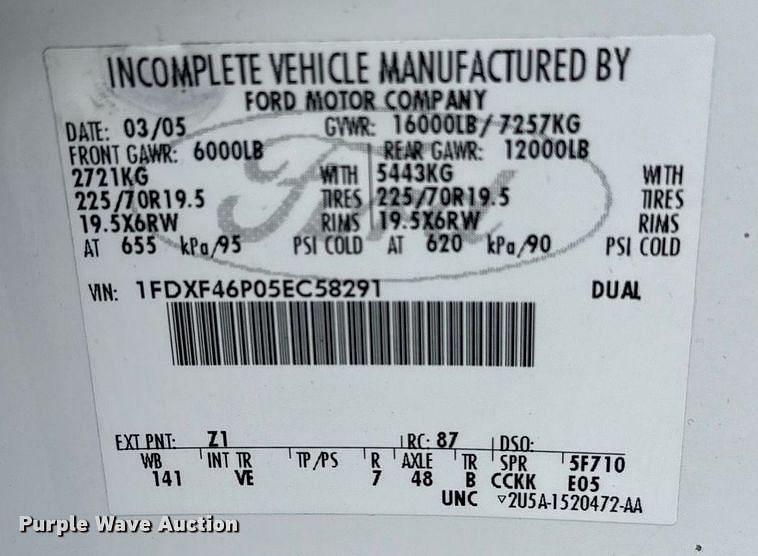 INCOMPLETE VEHICLE MANUFACTURED BY
FORD MOTOR COMPANY
DATE: 03/05 GVWR: 16000LB/ 7257KG
FRONT GAWR: 6000LB REAR GAWR: 12000LB
2721KG WITH 5443KG WITH
225/70R19.5 TIRES 225/70R19.5 TIRES
19.5X6RW RIMS 19.5X6RW RIMS
AT 655 kPa/95 PSI COLD AT 620 kPa/90 PSI COLD
VIN: 1FDXF46P05EC58291 DUAL
EXT PNT: Z1 RC: 87 DSO:
WB INT TR TP/PS R AXLE TR SPR 5F710
141 VE 7 48 B CCKK E05
UNC ▽2U5A-1520472-AA
Purple Wave Auction